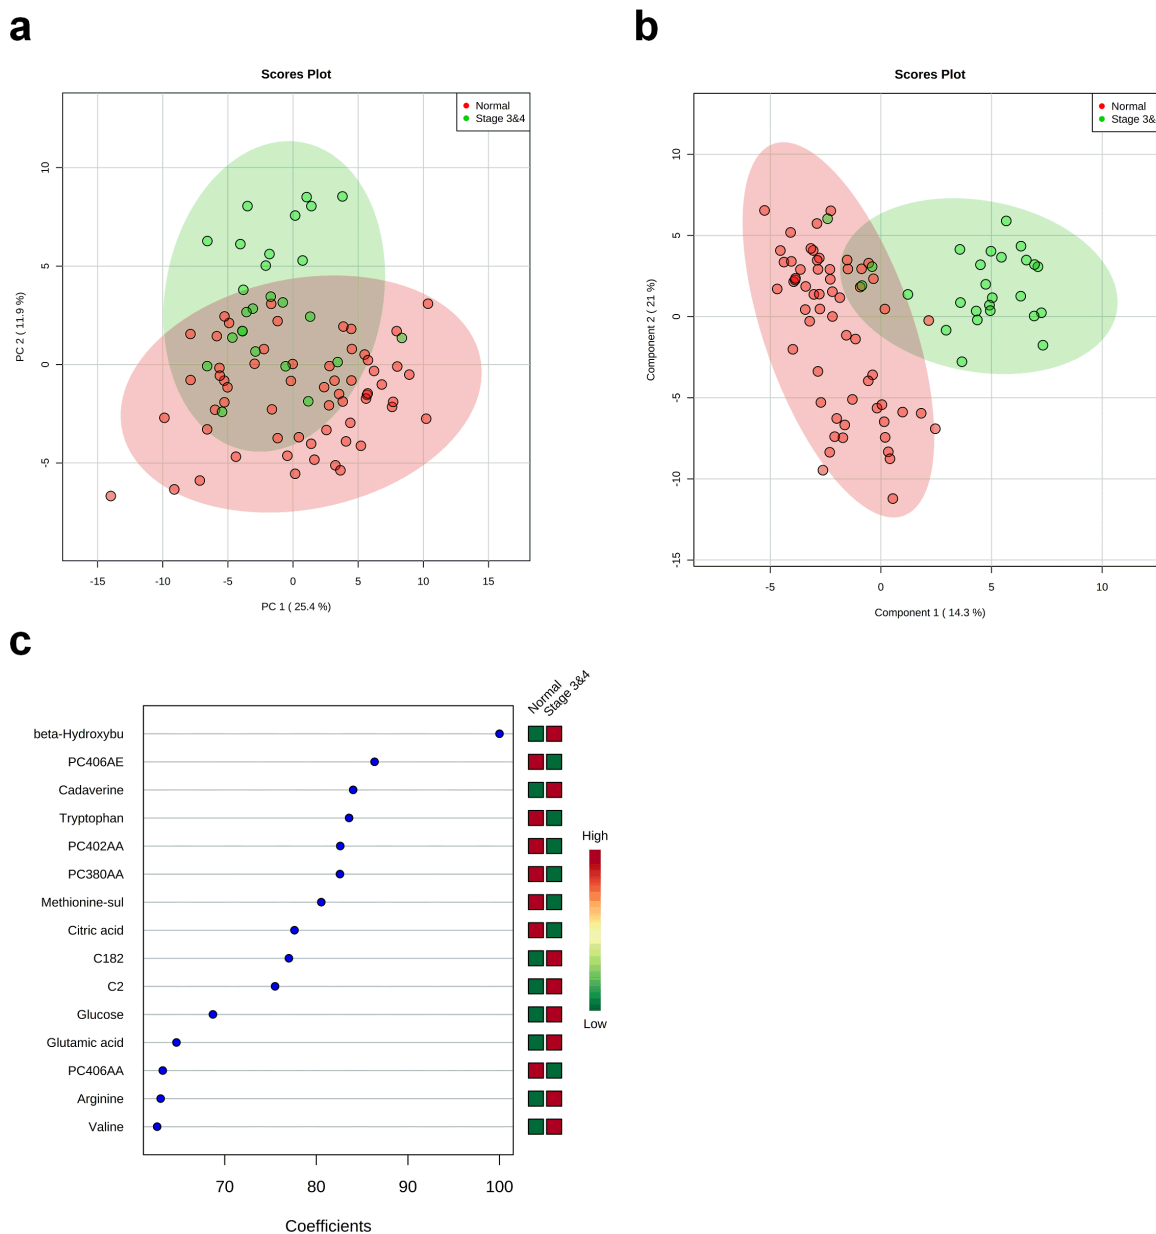 a
Scores Plot
Normal
Stage 3&4
10
5
0
-5
PC 2 ( 11.9 %)
-15 -10 -5 0 5 10 15
PC 1 ( 25.4 %)
b
Scores Plot
Normal
Stage 3&
10
5
0
-5
-10
-15
Component 2 ( 21 %)
-5 0 5 10
Component 1 ( 14.3 %)
c
Normal
Stage 3&4
beta-Hydroxybu
PC406AE
Cadaverine
Tryptophan
PC402AA
PC380AA
Methionine-sul
Citric acid
C182
C2
Glucose
Glutamic acid
PC406AA
Arginine
Valine
High
Low
70 80 90 100
Coefficients